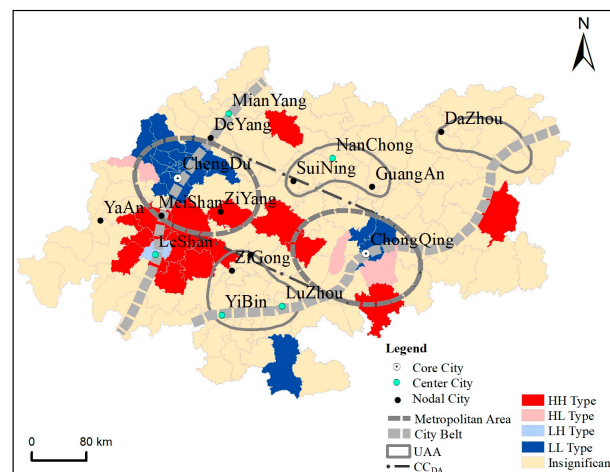 N
MianYang
DeYang
DaZhou
NanChong
ChengDu
SuiNing
GuangAn
YaAn
MeiShan
ZiYang
LeShan
ChongQing
ZiGong
LuZhou
YiBin
Legend
Core City
Center City
Nodal City
Metropolitan Area
City Belt
UAA
CC_DA
HH Type
HL Type
LH Type
LL Type
Insignifican
0 80 km